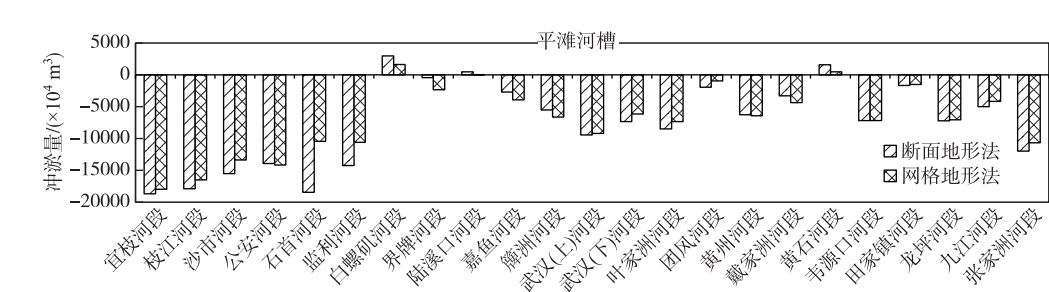 平滩河槽
冲淤量/(×10⁴ m³)
5000
0
−5000
−10000
−15000
−20000
断面地形法
网格地形法
宜枝河段
枝江河段
沙市河段
公安河段
石首河段
监利河段
白螺矶河段
界牌河段
陆溪口河段
嘉鱼河段
簰洲河段
武汉(上)河段
武汉(下)河段
叶家洲河段
团风河段
黄州河段
戴家洲河段
黄石河段
韦源口河段
田家镇河段
龙坪河段
九江河段
张家洲河段